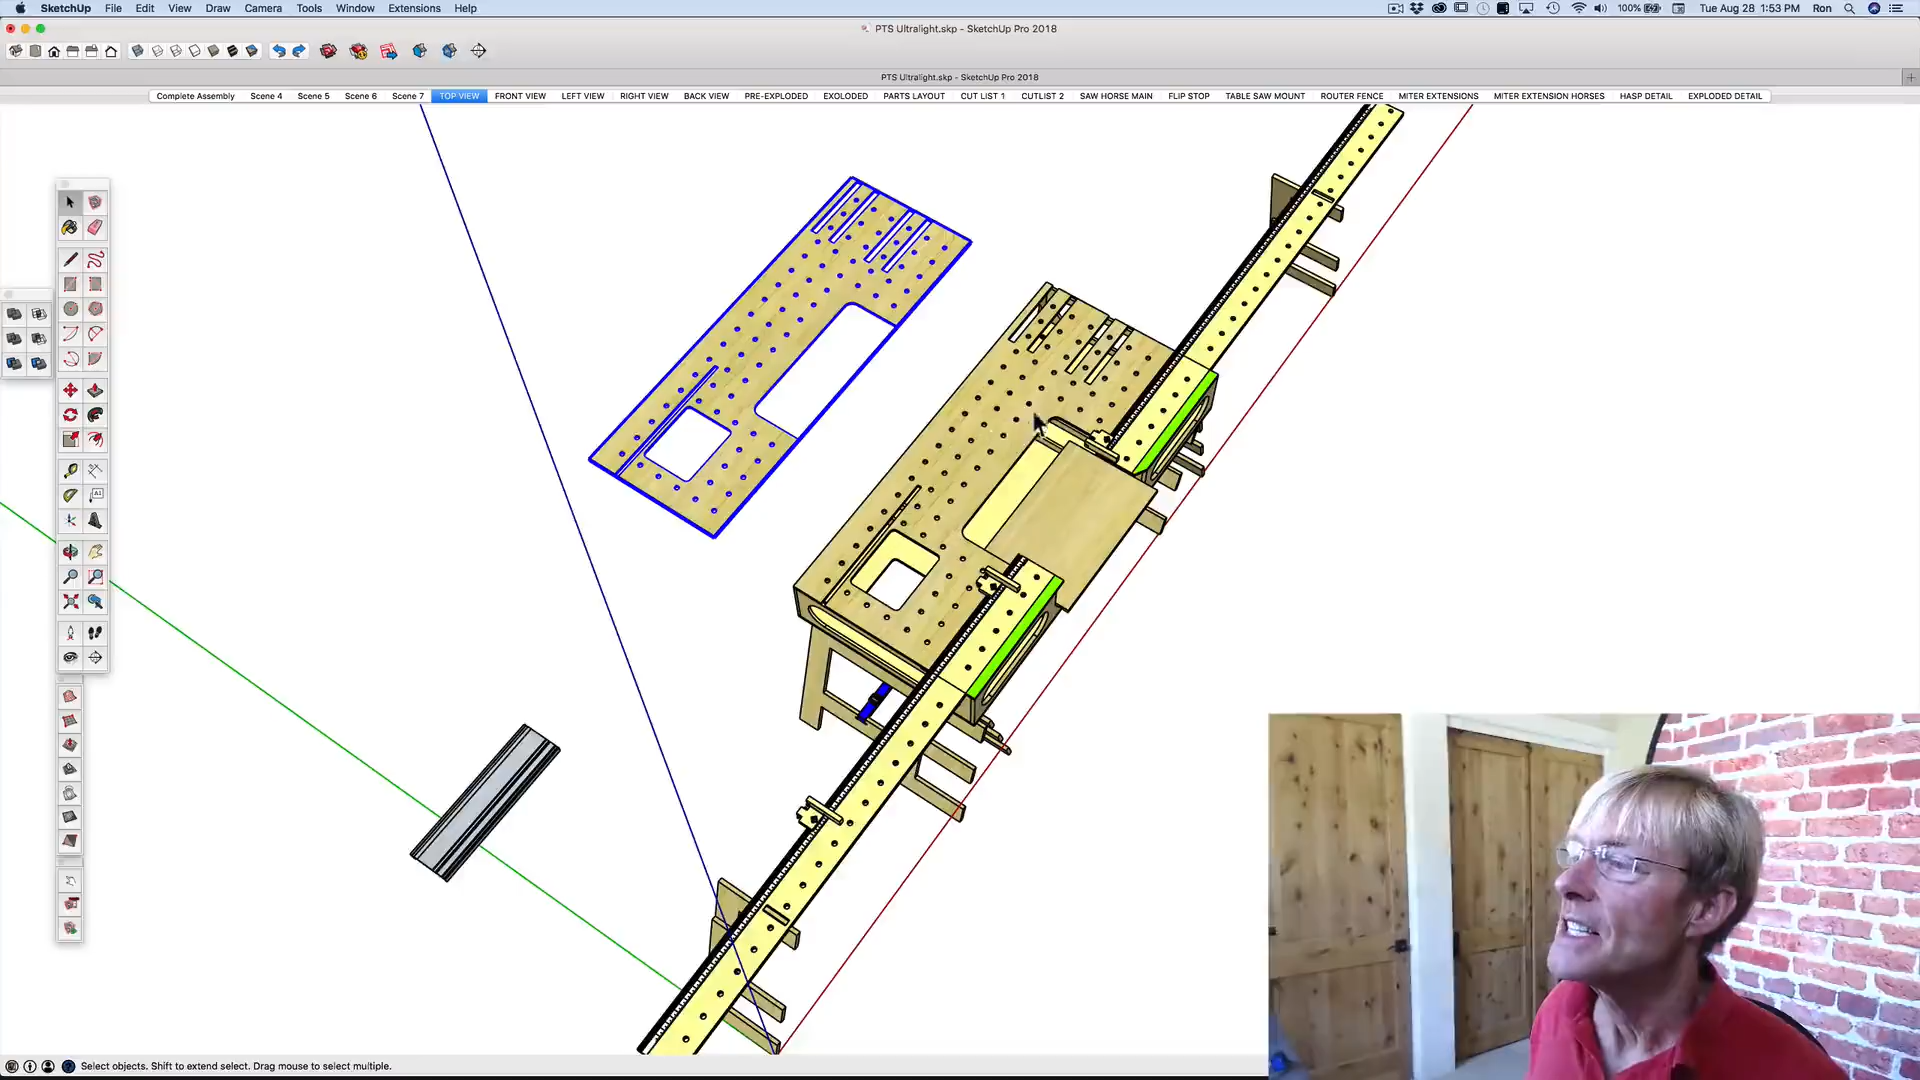 SketchUp File Edit View Draw Camera Tools Window Extensions Help 100% Tue Aug 28 1:53 PM Ron
PTS Ultralight.skp - SketchUp Pro 2018
PTS Ultralight.skp - SketchUp Pro 2018
Complete Assembly Scene 4 Scene 5 Scene 6 Scene 7 TOP VIEW FRONT VIEW LEFT VIEW RIGHT VIEW BACK VIEW PRE-EXPLODED EXOLODED PARTS LAYOUT CUT LIST 1 CUTLIST 2 SAW HORSE MAIN FLIP STOP TABLE SAW MOUNT ROUTER FENCE MITER EXTENSIONS MITER EXTENSION HORSES HASP DETAIL EXPLODED DETAIL
Select objects. Shift to extend select. Drag mouse to select multiple.